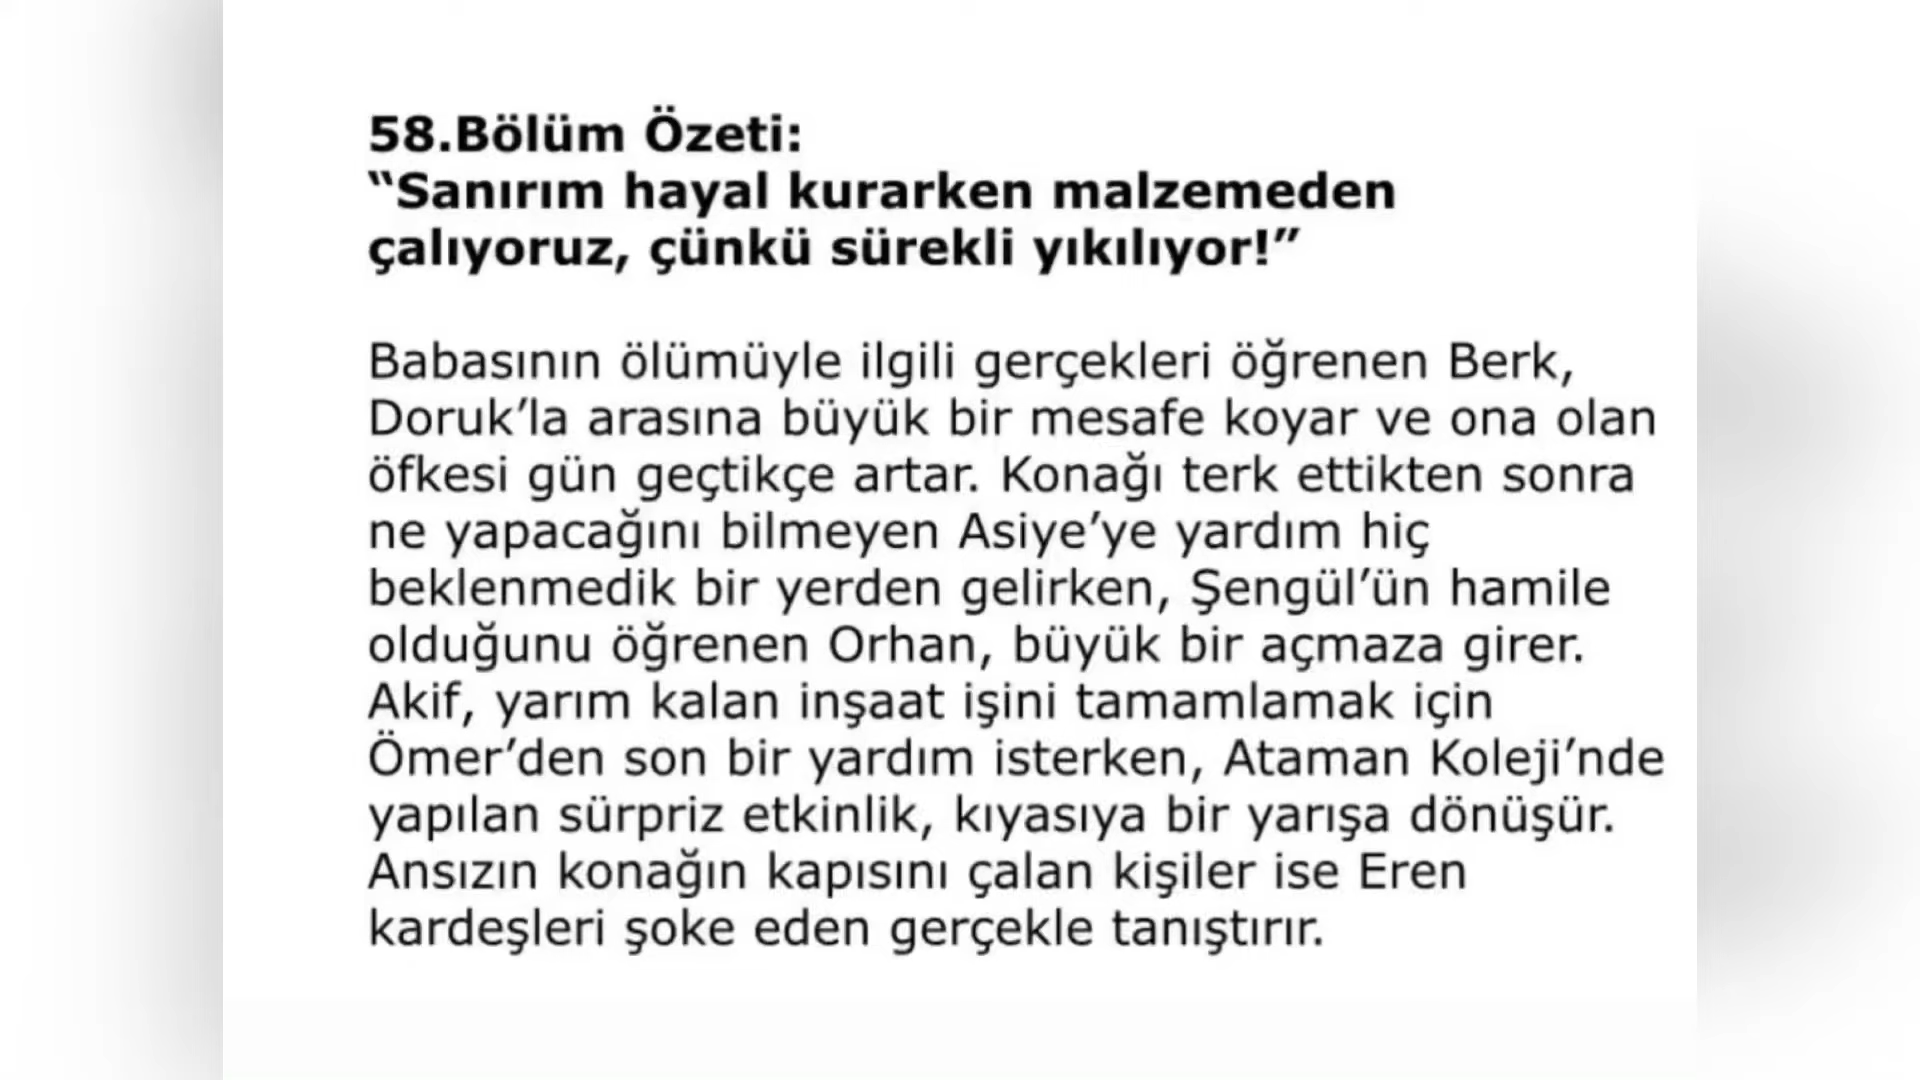 58.Bölüm Özeti:
“Sanırım hayal kurarken malzemeden
çalıyoruz, çünkü sürekli yıkılıyor!”
Babasının ölümüyle ilgili gerçekleri öğrenen Berk,
Doruk’la arasına büyük bir mesafe koyar ve ona olan
öfkesi gün geçtikçe artar. Konağı terk ettikten sonra
ne yapacağını bilmeyen Asiye’ye yardım hiç
beklenmedik bir yerden gelirken, Şengül’ün hamile
olduğunu öğrenen Orhan, büyük bir açmaza girer.
Akif, yarım kalan inşaat işini tamamlamak için
Ömer’den son bir yardım isterken, Ataman Koleji’nde
yapılan sürpriz etkinlik, kıyasıya bir yarışa dönüşür.
Ansızın konağın kapısını çalan kişiler ise Eren
kardeşleri şoke eden gerçekle tanıştırır.